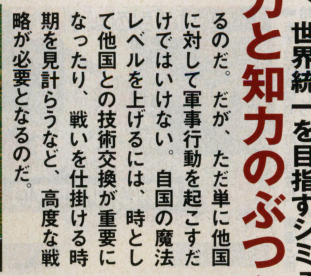 世界統一を目指すシミ
力と知力のぶつ
るのだ。だが、ただ単に他国
に対して軍事行動を起こすだ
けではいけない。自国の魔法
レベルを上げるには、時とし
て他国との技術交換が重要に
なったり、戦いを仕掛ける時
期を見計らうなど、高度な戦
略が必要となるのだ。